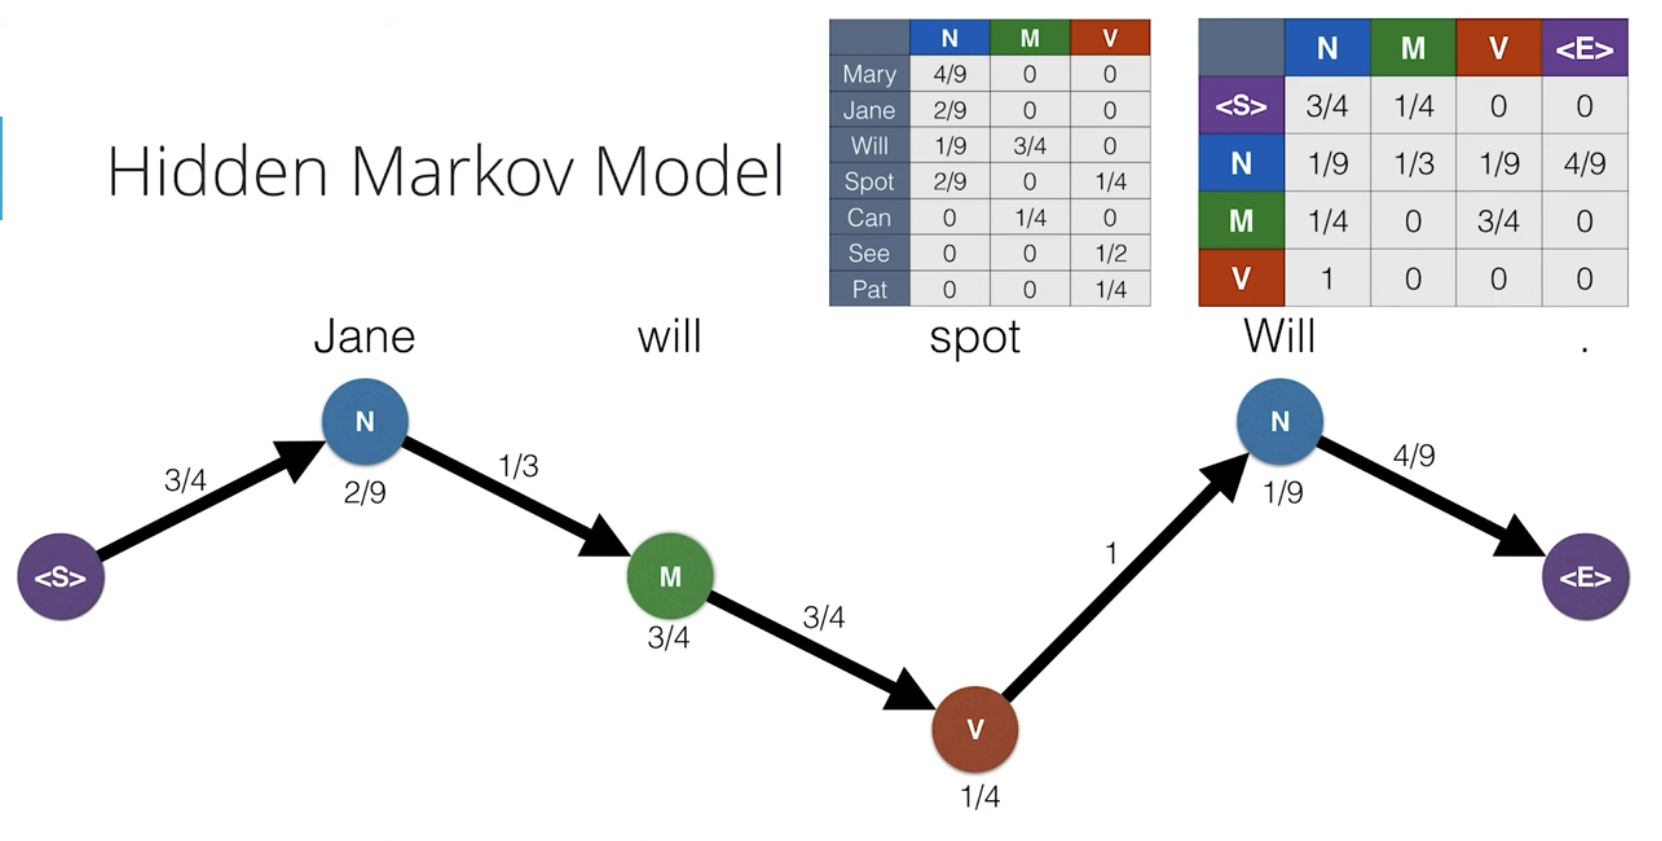 Hidden Markov Model
N M V
Mary 4/9 0 0
Jane 2/9 0 0
Will 1/9 3/4 0
Spot 2/9 0 1/4
Can 0 1/4 0
See 0 0 1/2
Pat 0 0 1/4
N M V <E>
<S> 3/4 1/4 0 0
N 1/9 1/3 1/9 4/9
M 1/4 0 3/4 0
V 1 0 0 0
Jane will spot Will .
N N
3/4 1/3 4/9
2/9 1/9
<S> M 1 <E>
3/4 3/4
V
1/4